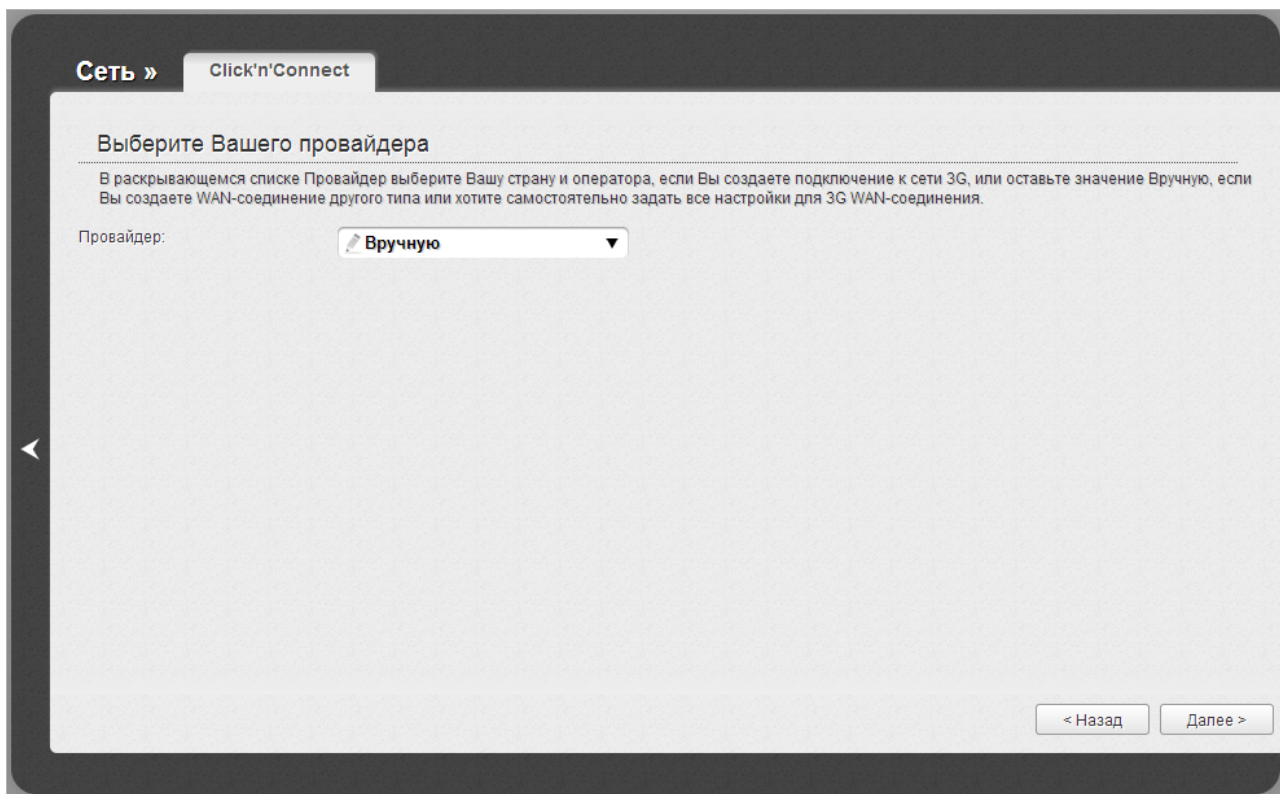 Сеть »
Click'n'Connect
Выберите Вашего провайдера
В раскрывающемся списке Провайдер выберите Вашу страну и оператора, если Вы создаете подключение к сети 3G, или оставьте значение Вручную, если
Вы создаете WAN-соединение другого типа или хотите самостоятельно задать все настройки для 3G WAN-соединения.
Провайдер:
Вручную
< Назад
Далее >